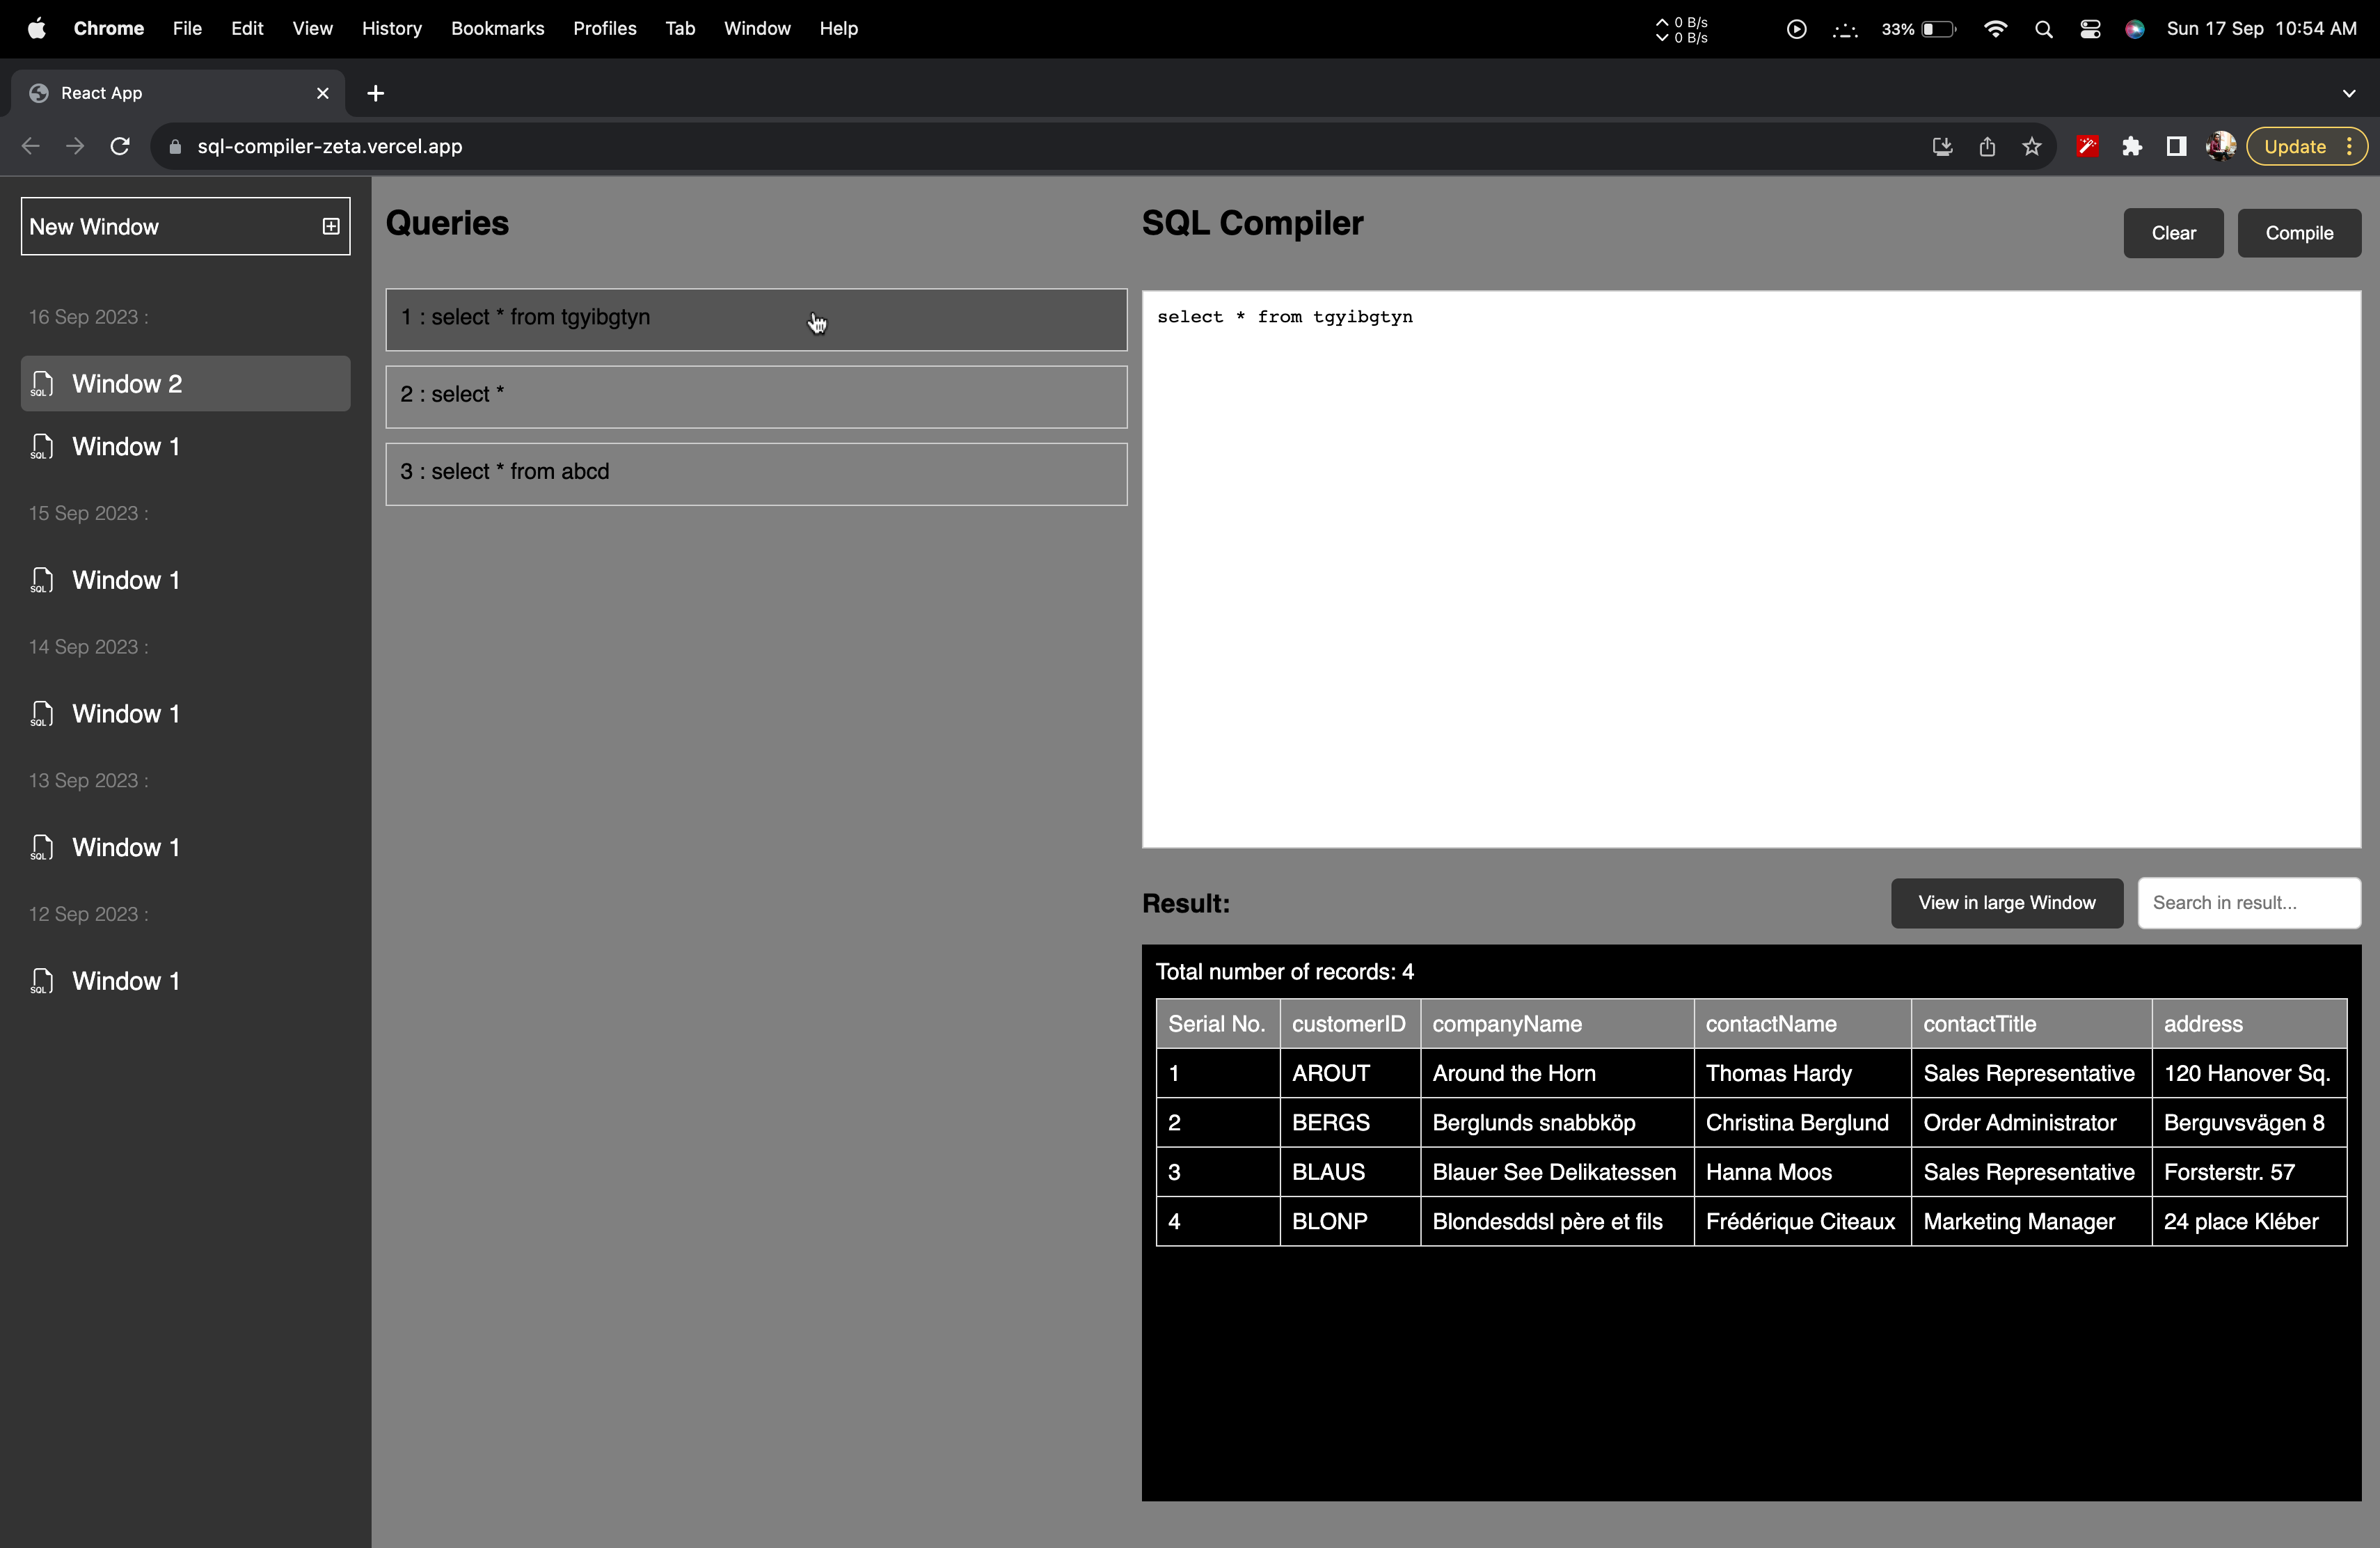 Chrome File Edit View History Bookmarks Profiles Tab Window Help 0 B/s 0 B/s 33% Sun 17 Sep 10:54 AM
React App
sql-compiler-zeta.vercel.app Update
New Window
16 Sep 2023 :
SQL Window 2
SQL Window 1
15 Sep 2023 :
SQL Window 1
14 Sep 2023 :
SQL Window 1
13 Sep 2023 :
SQL Window 1
12 Sep 2023 :
SQL Window 1
Queries
1 : select * from tgyibgtyn
2 : select *
3 : select * from abcd
SQL Compiler Clear Compile
select * from tgyibgtyn
Result: View in large Window Search in result...
Total number of records: 4
Serial No. customerID companyName contactName contactTitle address
1 AROUT Around the Horn Thomas Hardy Sales Representative 120 Hanover Sq.
2 BERGS Berglunds snabbköp Christina Berglund Order Administrator Berguvsvägen 8
3 BLAUS Blauer See Delikatessen Hanna Moos Sales Representative Forsterstr. 57
4 BLONP Blondesddsl père et fils Frédérique Citeaux Marketing Manager 24 place Kléber